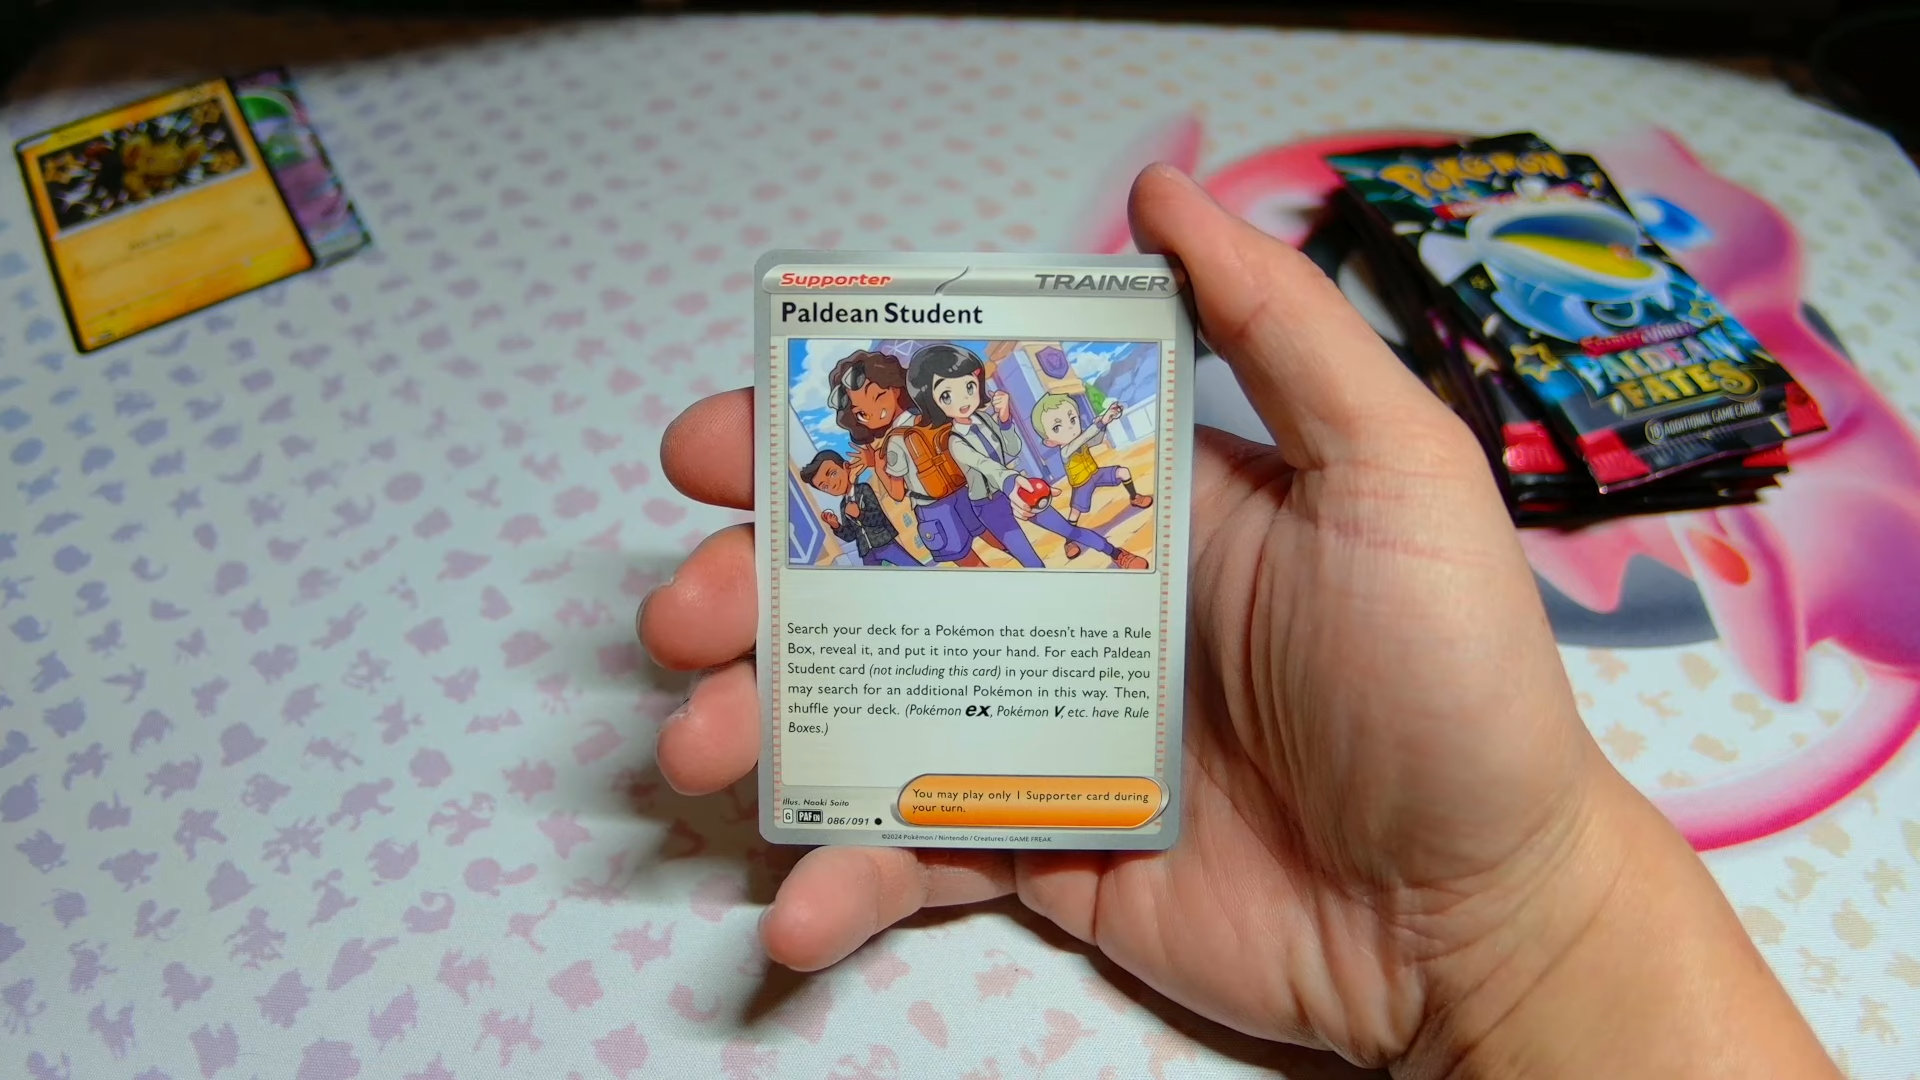 Supporter
TRAINER
Paldean Student
Search your deck for a Pokémon that doesn't have a Rule
Box, reveal it, and put it into your hand. For each Paldean
Student card (not including this card) in your discard pile, you
may search for an additional Pokémon in this way. Then,
shuffle your deck. (Pokémon ex, Pokémon V, etc. have Rule
Boxes.)
You may play only 1 Supporter card during
your turn.
Illus. Naoki Saito
G PAF EN 086/091
©2024 Pokémon / Nintendo / Creatures / GAME FREAK
POKÉMON
PALDEAN
FATES
10 ADDITIONAL GAME CARDS